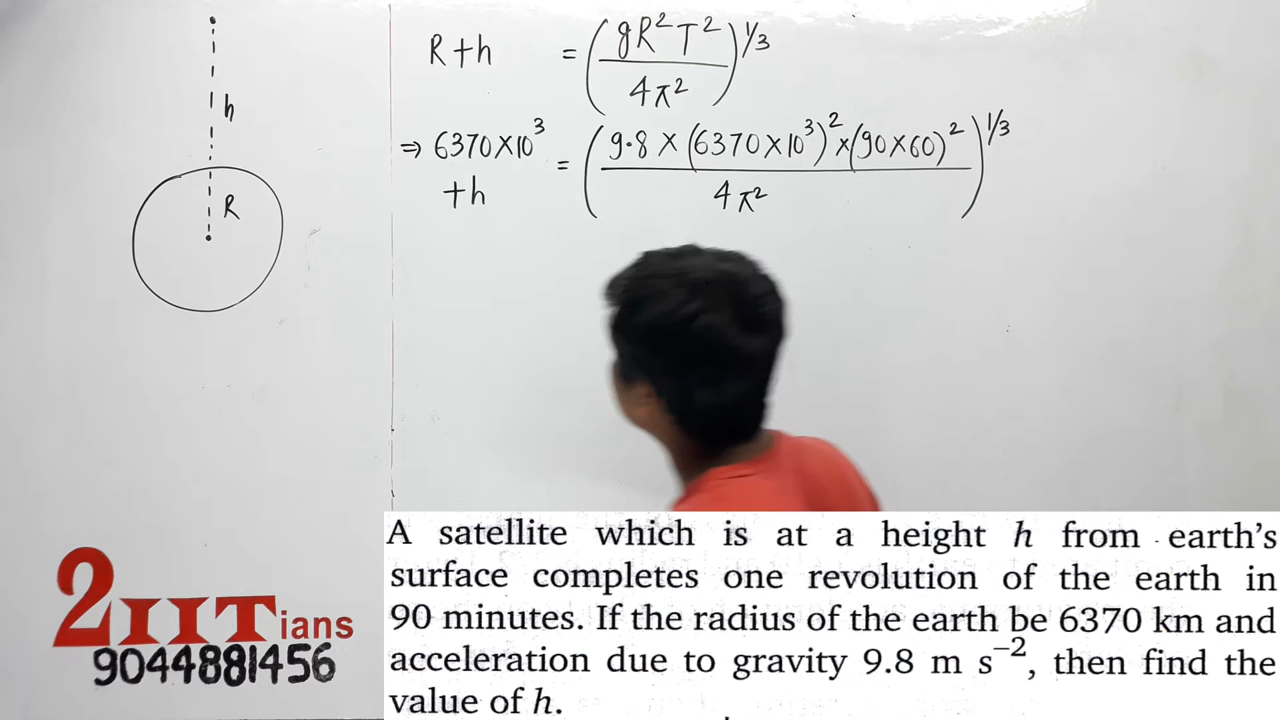 h
R
R+h = (gR²T²/4π²)^1/3
⇒ 6370×10³ +h = (9.8 × (6370×10³)² × (90×60)²/4π²)^1/3
2IITians
9044881456
A satellite which is at a height h from earth's
surface completes one revolution of the earth in
90 minutes. If the radius of the earth be 6370 km and
acceleration due to gravity 9.8 m s⁻², then find the
value of h.